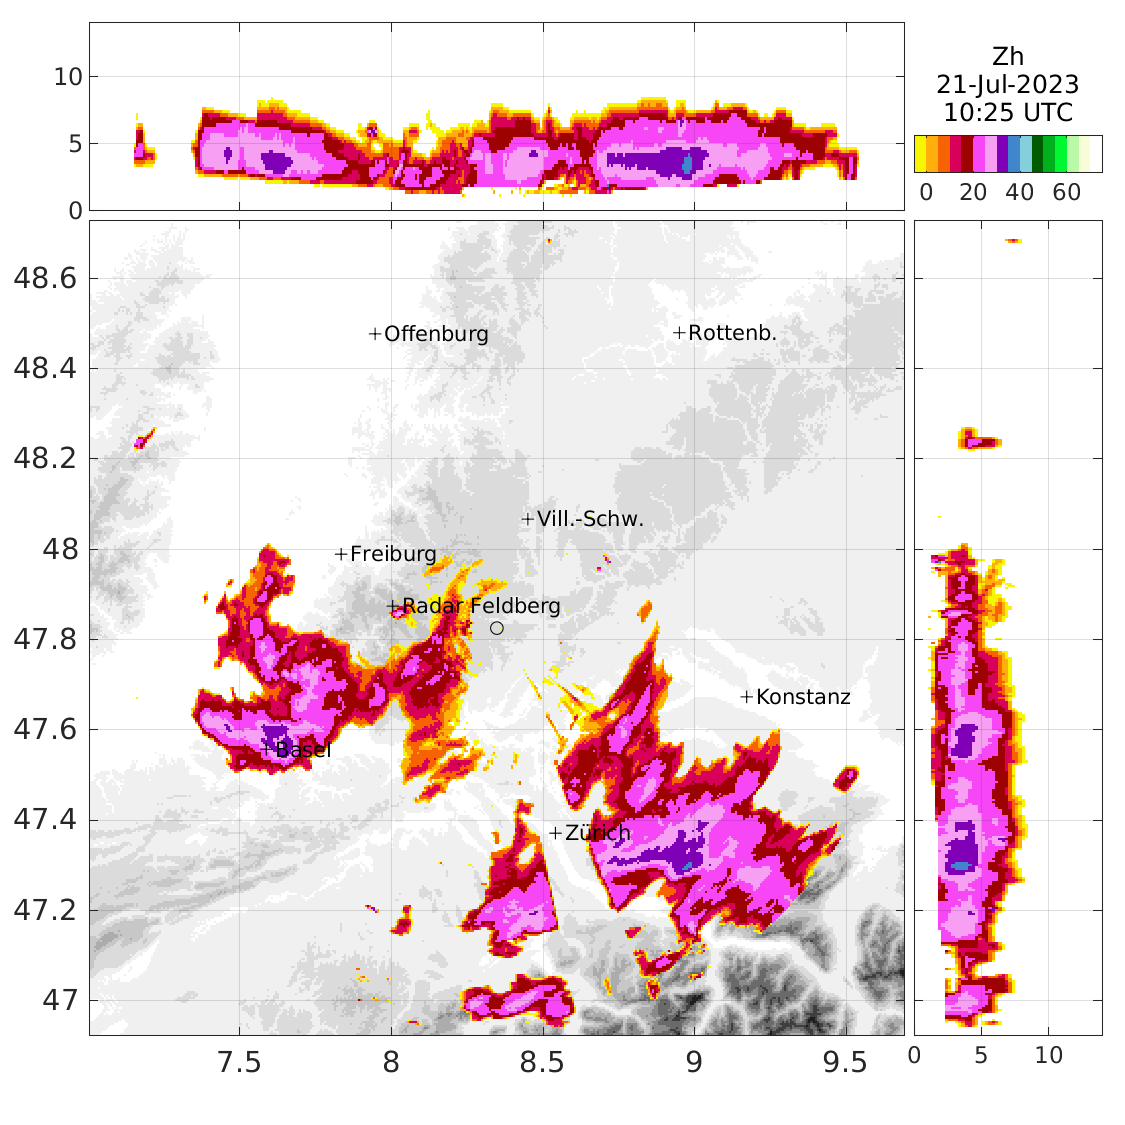 10
5
0
Zh
21-Jul-2023
10:25 UTC
0 20 40 60
48.6
48.4
48.2
48
47.8
47.6
47.4
47.2
47
Offenburg
Rottenb.
Vill.-Schw.
Freiburg
Radar Feldberg
Konstanz
Basel
Zürich
7.5 8 8.5 9 9.5
0 5 10